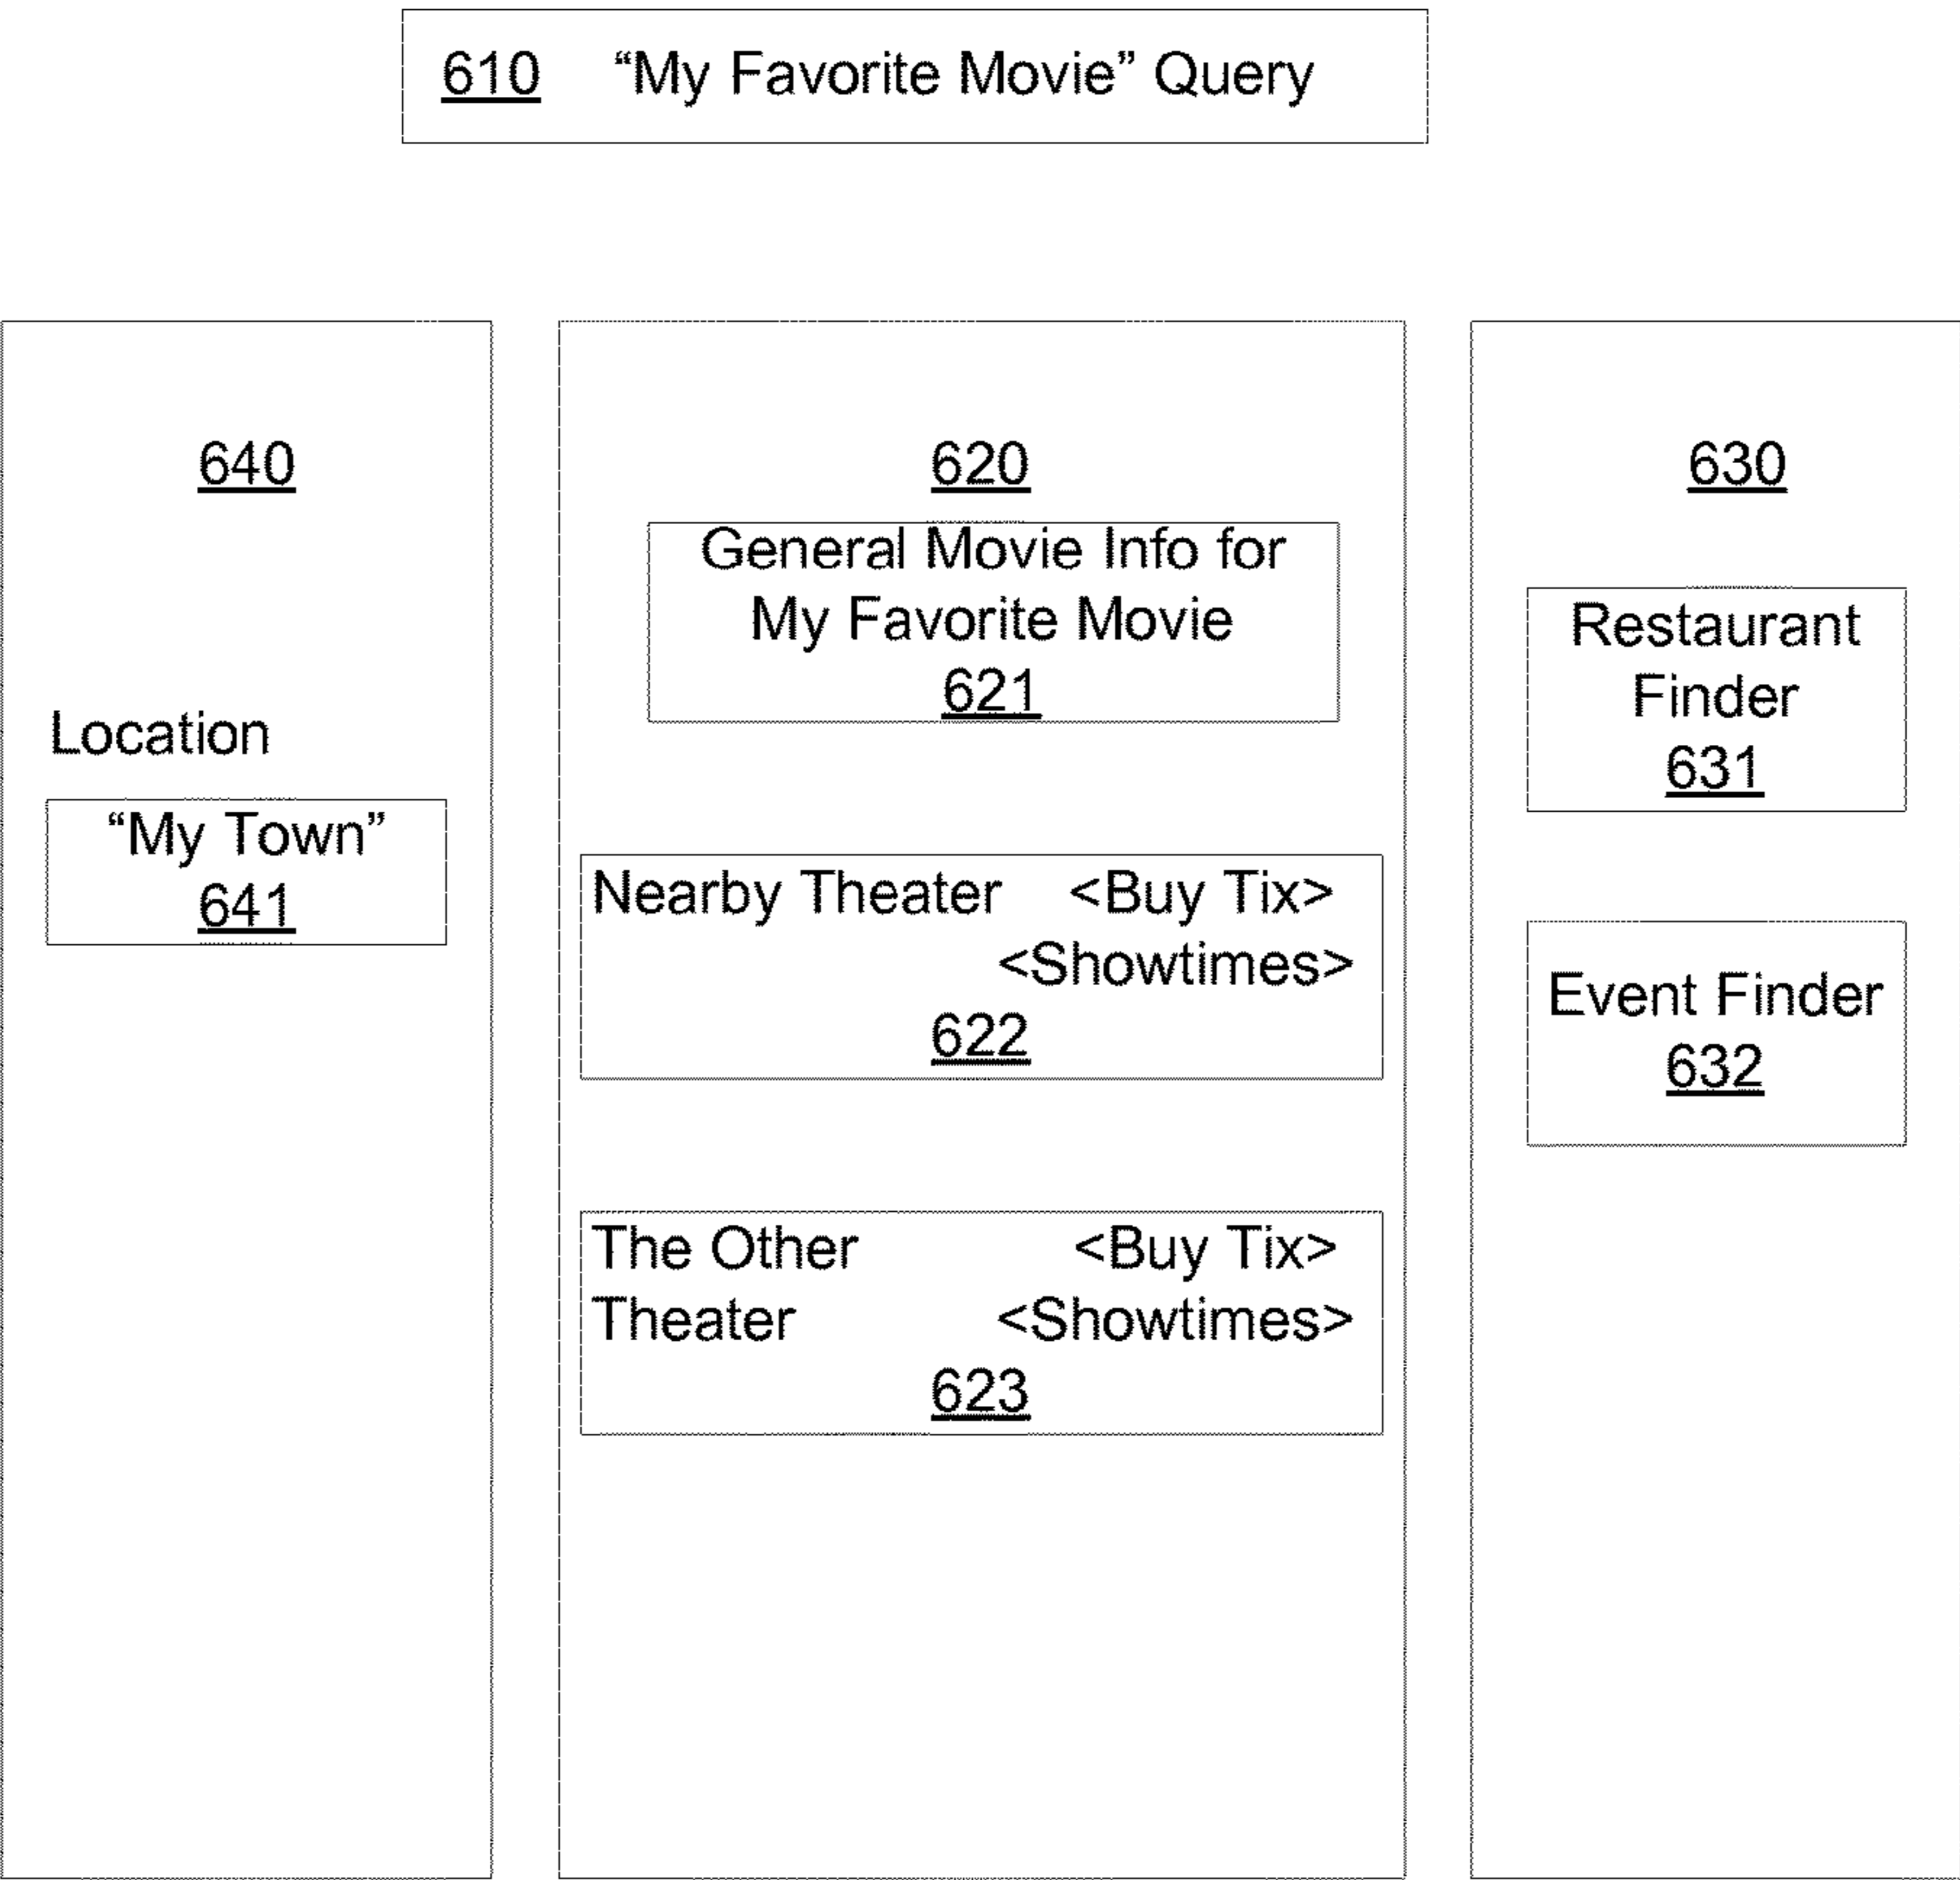 610 “My Favorite Movie” Query
640
Location
“My Town”
641
620
General Movie Info for
My Favorite Movie
621
Nearby Theater <Buy Tix>
<Showtimes>
622
The Other <Buy Tix>
Theater <Showtimes>
623
630
Restaurant
Finder
631
Event Finder
632